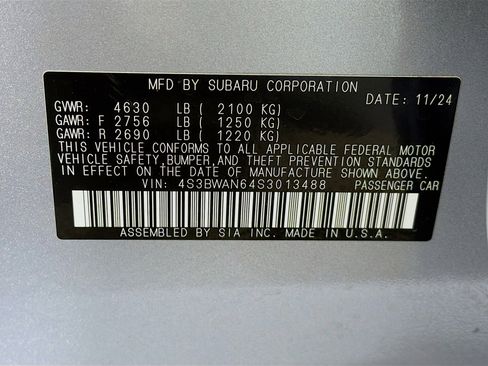 MFD BY SUBARU CORPORATION
GVWR: 4630 LB ( 2100 KG) DATE: 11/24
GAWR: F 2756 LB ( 1250 KG)
GAWR: R 2690 LB ( 1220 KG)
THIS VEHICLE CONFORMS TO ALL APPLICABLE FEDERAL MOTOR
VEHICLE SAFETY,BUMPER,AND THEFT PREVENTION STANDARDS
IN EFFECT ON THE DATE OF MANUFACTURE SHOWN ABOVE.
VIN: 4S3BWAN64S3013488 PASSENGER CAR
ASSEMBLED BY SIA INC. MADE IN U.S.A.